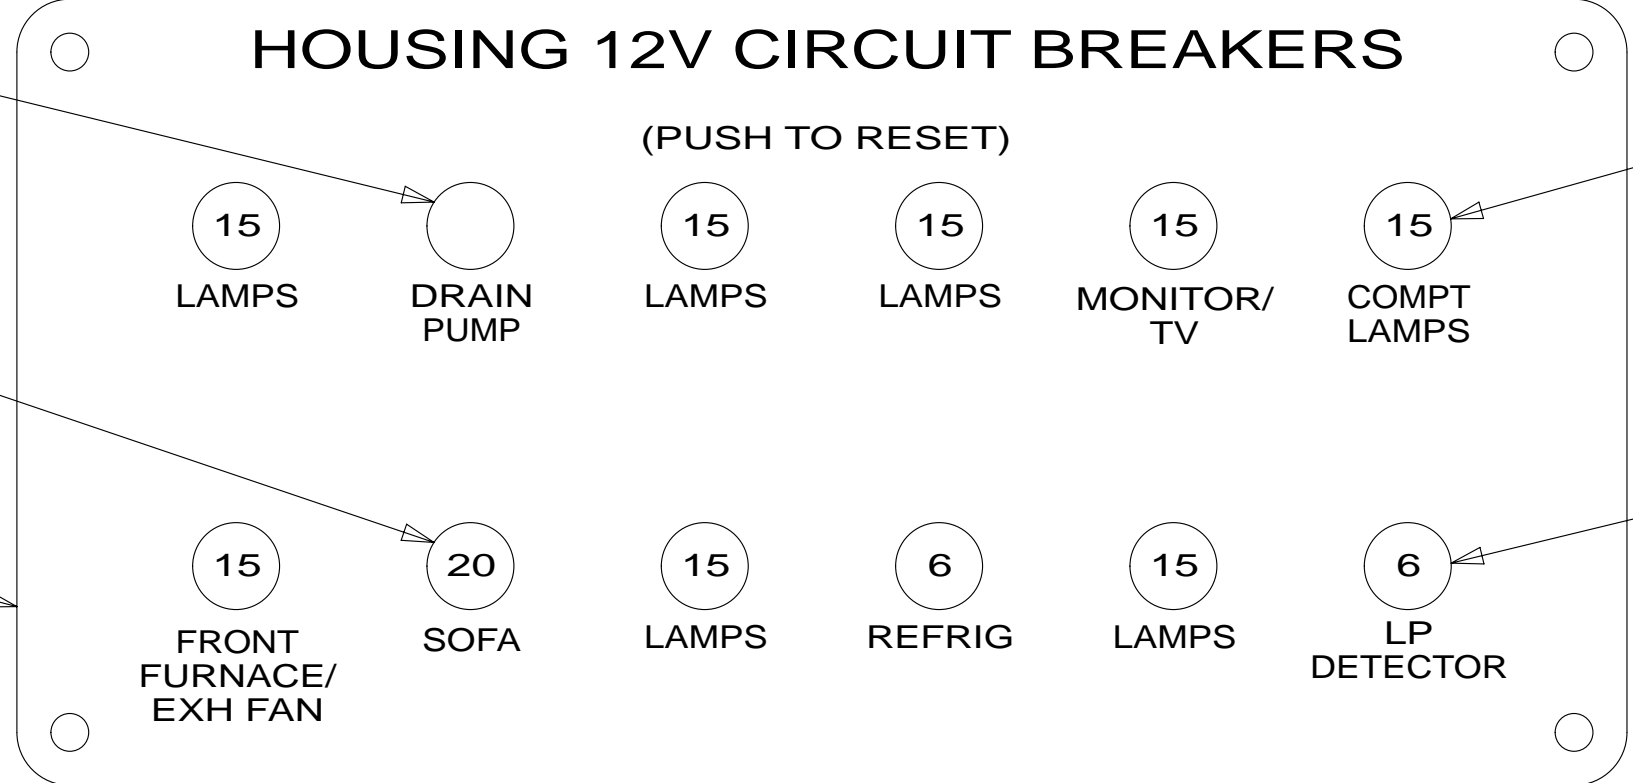 HOUSING 12V CIRCUIT BREAKERS
(PUSH TO RESET)
15
LAMPS
DRAIN
PUMP
15
LAMPS
15
LAMPS
15
MONITOR/
TV
15
COMPT
LAMPS
15
FRONT
FURNACE/
EXH FAN
20
SOFA
15
LAMPS
6
REFRIG
15
LAMPS
6
LP
DETECTOR